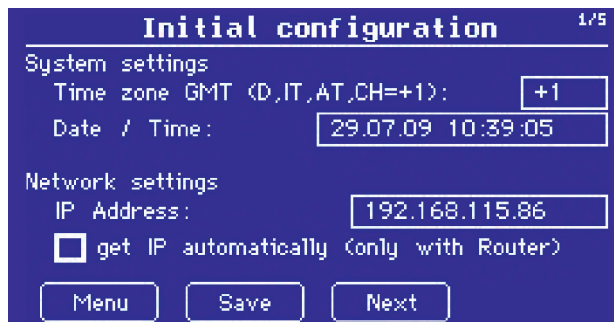 Initial configuration 1/5
System settings
Time zone GMT (D,IT,AT,CH=+1): +1
Date / Time: 29.07.09 10:39:05
Network settings
IP Address: 192.168.115.86
get IP automatically (only with Router)
Menu Save Next